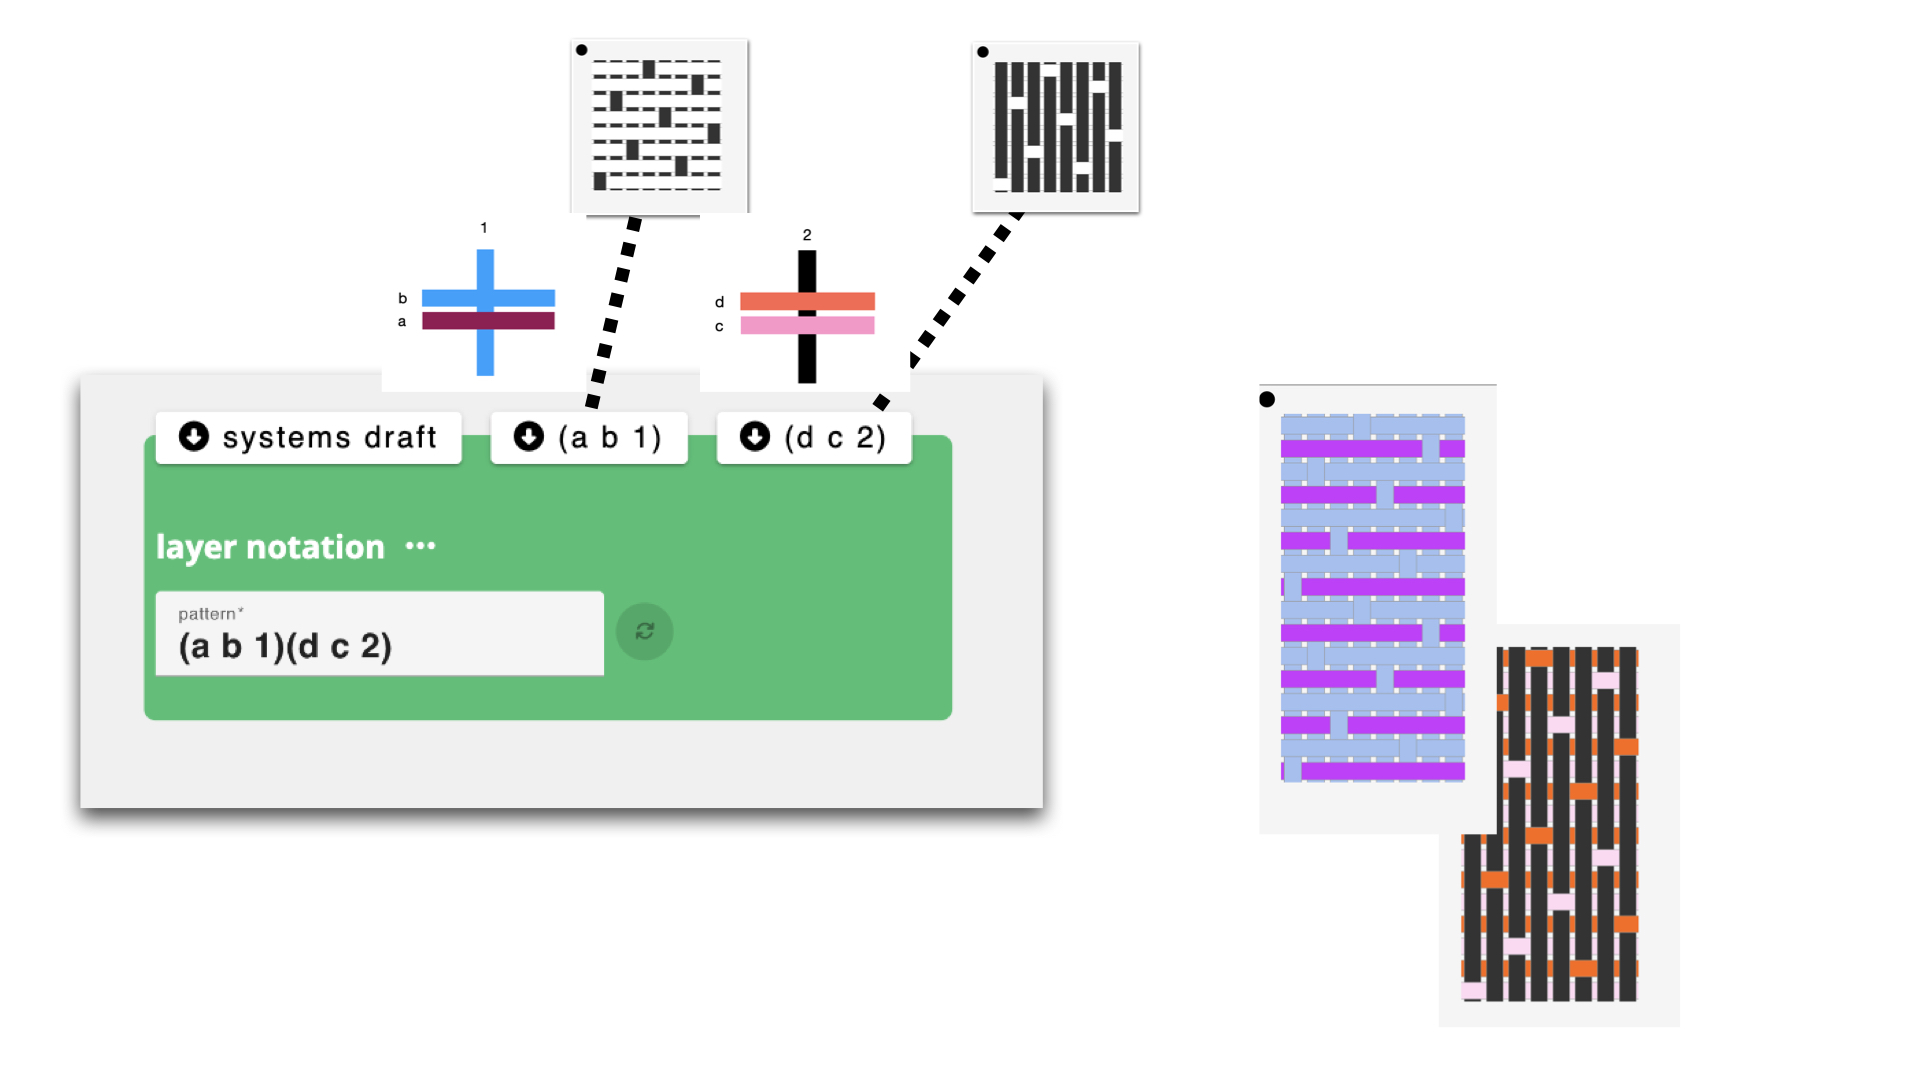 1
b
a
2
d
c
systems draft
(a b 1)
(d c 2)
layer notation ···
pattern*
(a b 1)(d c 2)